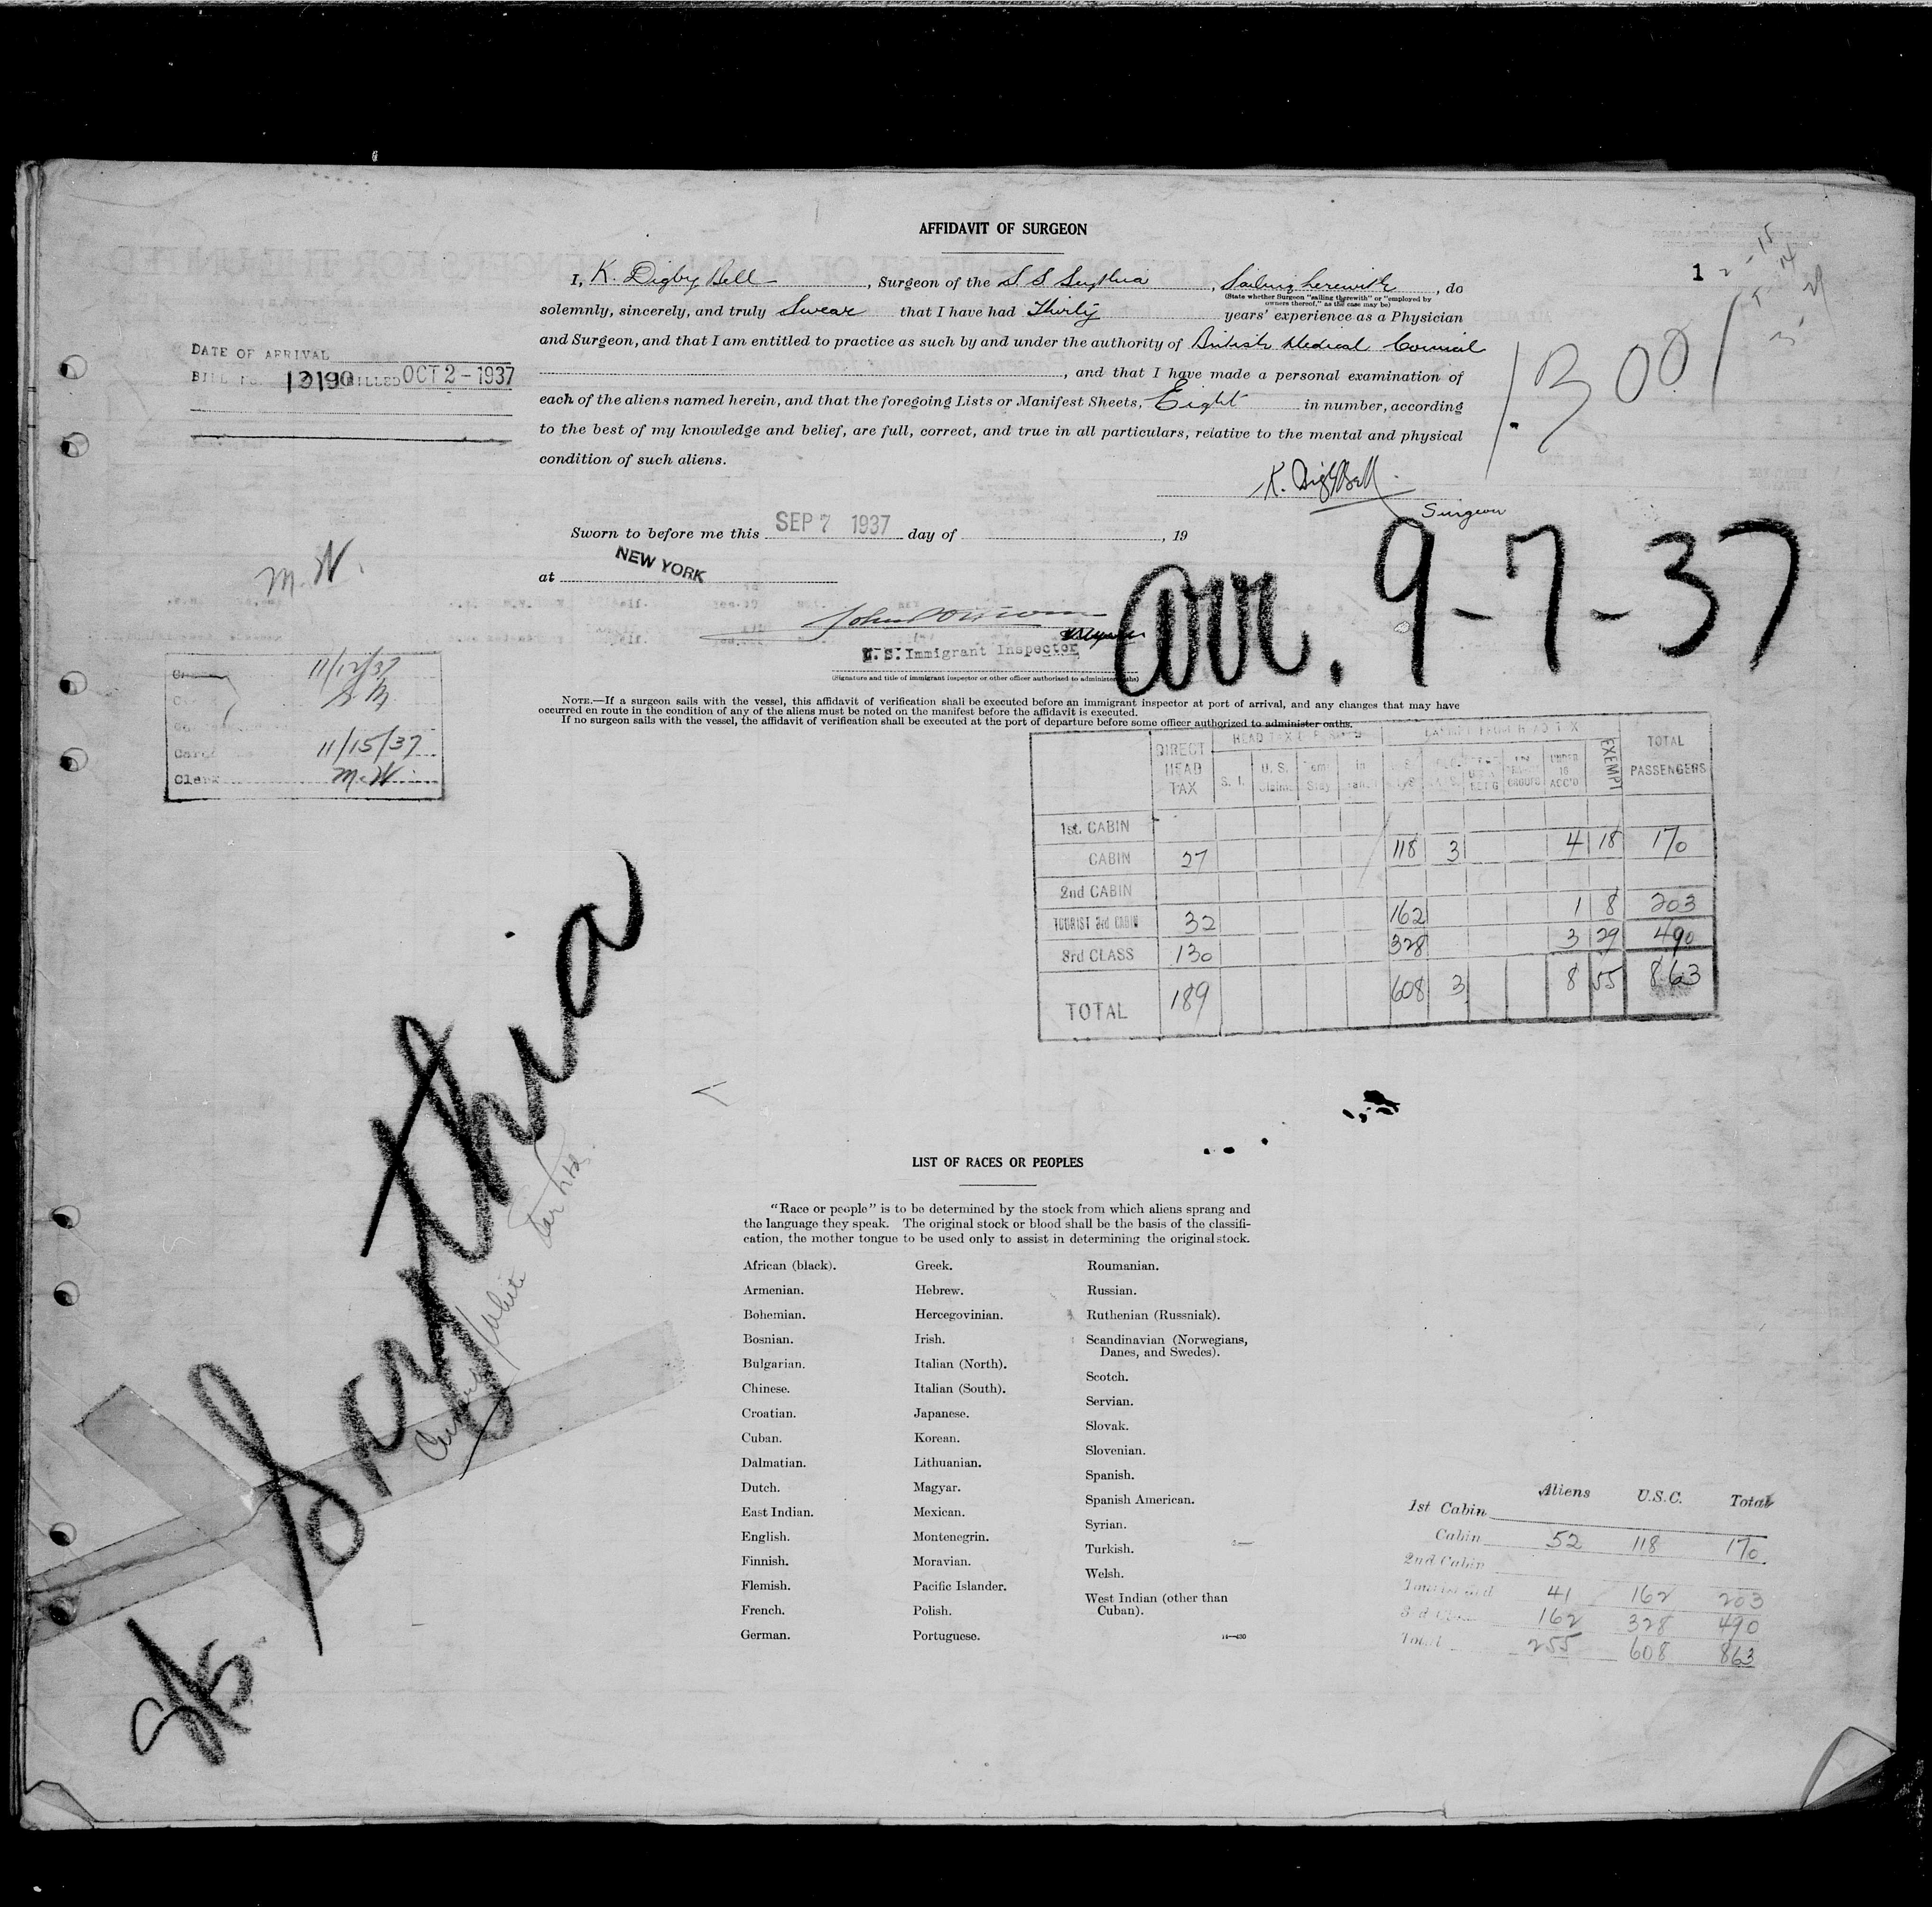 AFFIDAVIT OF SURGEON
1
I, K. Digby Bell, Surgeon of the S. S. Scythia, Sailing herewith, do
(State whether Surgeon "sailing therewith" or "employed by
owners thereof," as the case may be)
solemnly, sincerely, and truly Swear that I have had Thirty years' experience as a Physician
and Surgeon, and that I am entitled to practice as such by and under the authority of British Medical Council
, and that I have made a personal examination of
each of the aliens named herein, and that the foregoing Lists or Manifest Sheets, Eight in number, according
to the best of my knowledge and belief, are full, correct, and true in all particulars, relative to the mental and physical
condition of such aliens.
DATE OF ARRIVAL
BILL NO. 13190 BILLED OCT 2 - 1937
K. Digby Bell
Surgeon
Sworn to before me this SEP 7 1937 day of , 19
at NEW YORK
arr. 9-7-37
M. W.
U. S. Immigrant Inspector
(Signature and title of immigrant inspector or other officer authorized to administer oaths)
NOTE.—If a surgeon sails with the vessel, this affidavit of verification shall be executed before an immigrant inspector at port of arrival, and any changes that may have
occurred en route in the condition of any of the aliens must be noted on the manifest before the affidavit is executed.
If no surgeon sails with the vessel, the affidavit of verification shall be executed at the port of departure before some officer authorized to administer oaths.
11/12/37
11/15/37
Clerk M. W.
DIRECT HEAD TAX S. I. U. S. UNDER 16 ACC'D EXEMPT TOTAL PASSENGERS
1st. CABIN
CABIN 27 118 3 4 18 170
2nd CABIN
TOURIST 3rd CABIN 32 162 1 8 203
3rd CLASS 130 328 3 29 490
TOTAL 189 608 3 8 55 863
S/S Scythia
Cunard White Star Ltd.
LIST OF RACES OR PEOPLES
"Race or people" is to be determined by the stock from which aliens sprang and
the language they speak. The original stock or blood shall be the basis of the classifi-
cation, the mother tongue to be used only to assist in determining the original stock.
African (black).
Armenian.
Bohemian.
Bosnian.
Bulgarian.
Chinese.
Croatian.
Cuban.
Dalmatian.
Dutch.
East Indian.
English.
Finnish.
Flemish.
French.
German.
Greek.
Hebrew.
Hercegovinian.
Irish.
Italian (North).
Italian (South).
Japanese.
Korean.
Lithuanian.
Magyar.
Mexican.
Montenegrin.
Moravian.
Pacific Islander.
Polish.
Portuguese.
Roumanian.
Russian.
Ruthenian (Russniak).
Scandinavian (Norwegians,
Danes, and Swedes).
Scotch.
Servian.
Slovak.
Slovenian.
Spanish.
Spanish American.
Syrian.
Turkish.
Welsh.
West Indian (other than
Cuban).
14—430
Aliens U.S.C. Total
1st Cabin
Cabin 52 118 170
2nd Cabin
Tourist 3rd 41 162 203
3rd 162 328 490
Total 255 608 863